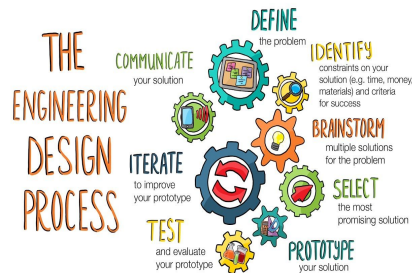 THE
ENGINEERING
DESIGN
PROCESS
DEFINE
the problem
IDENTIFY
constraints on your
solution (e.g. time, money,
materials) and criteria
for success
BRAINSTORM
multiple solutions
for the problem
SELECT
the most
promising solution
PROTOTYPE
your solution
TEST
and evaluate
your prototype
ITERATE
to improve
your prototype
COMMUNICATE
your solution